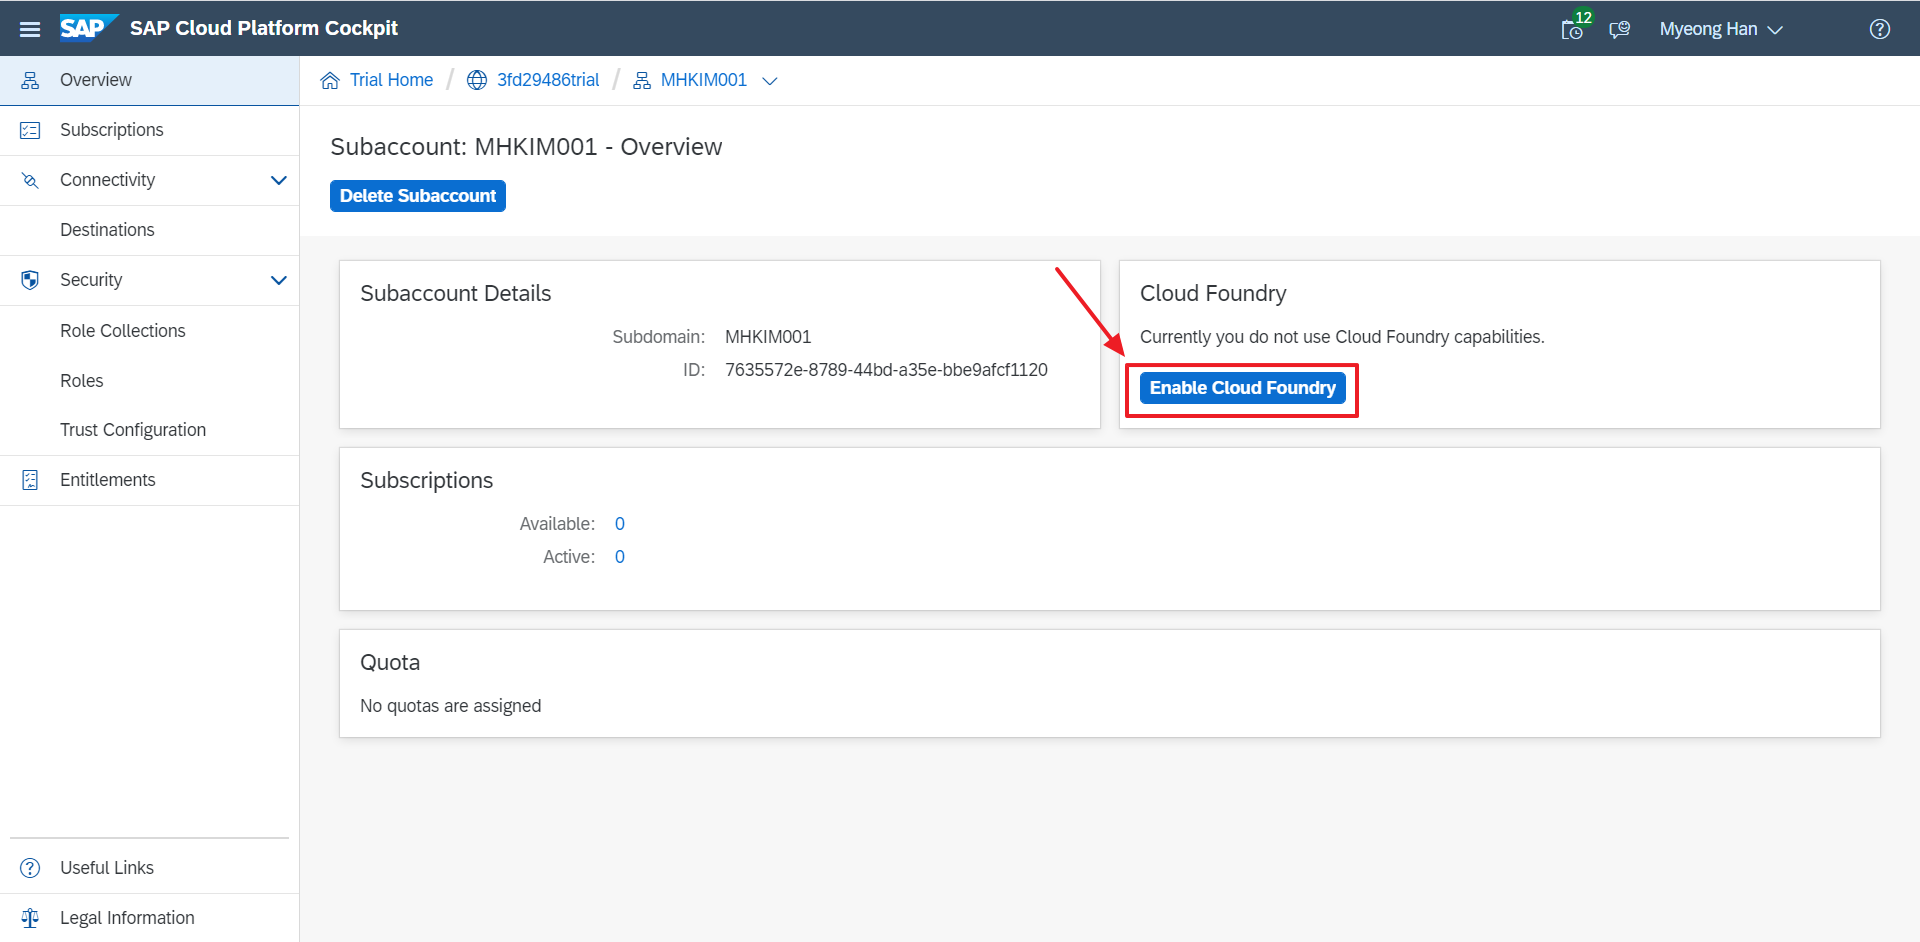 SAP SAP Cloud Platform Cockpit
12
Myeong Han
Overview
Subscriptions
Connectivity
Destinations
Security
Role Collections
Roles
Trust Configuration
Entitlements
Useful Links
Legal Information
Trial Home / 3fd29486trial / MHKIM001
Subaccount: MHKIM001 - Overview
Delete Subaccount
Subaccount Details
Subdomain: MHKIM001
ID: 7635572e-8789-44bd-a35e-bbe9afcf1120
Cloud Foundry
Currently you do not use Cloud Foundry capabilities.
Enable Cloud Foundry
Subscriptions
Available: 0
Active: 0
Quota
No quotas are assigned